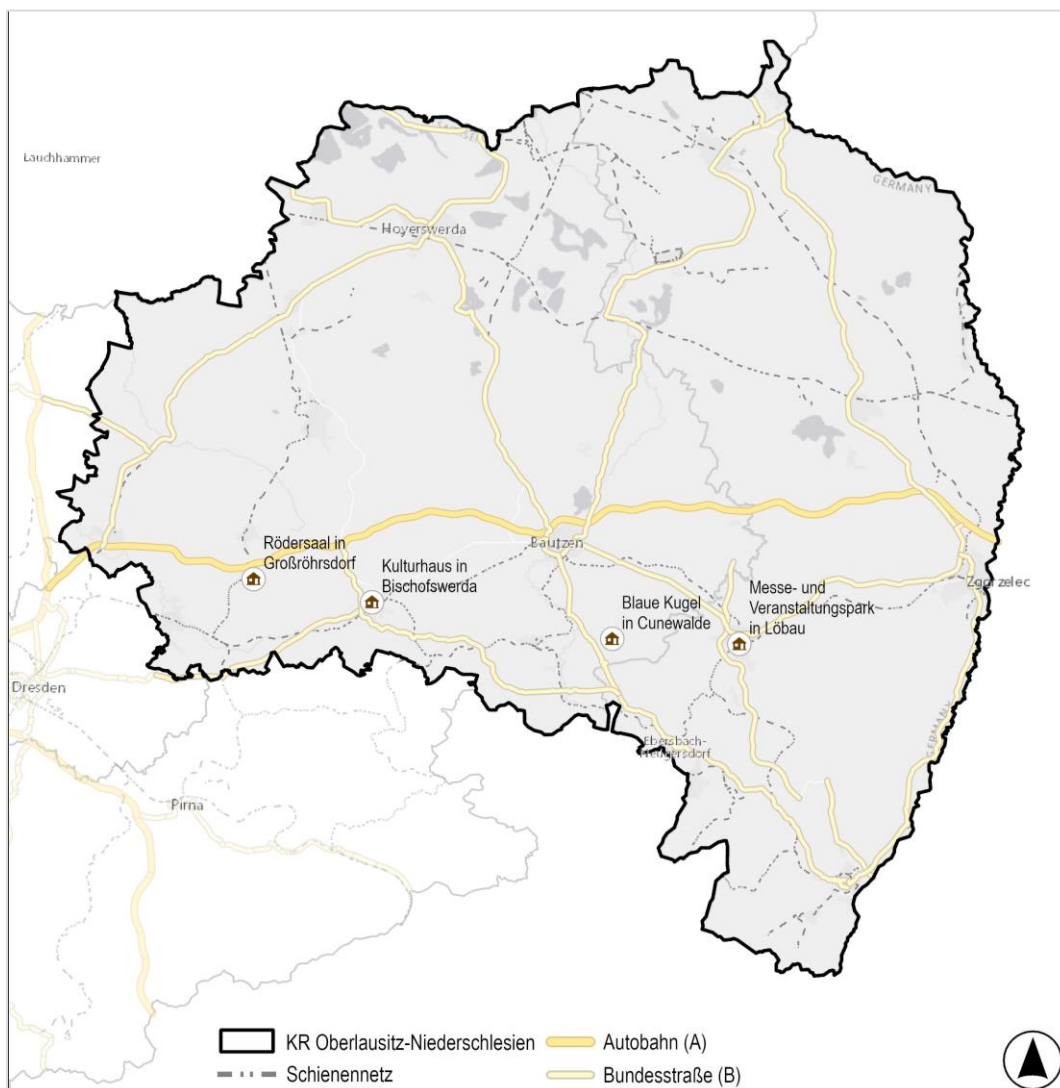 Lauchhammer
GERMANY
Hoyerswerda
Rödersaal in
Großröhrsdorf
Kulturhaus in
Bischofswerda
Bautzen
Blaue Kugel
in Cunewalde
Messe- und
Veranstaltungspark
in Löbau
Zgorzelec
Dresden
GERMANY
Ebersbach-
Neugersdorf
Pirna
KR Oberlausitz-Niederschlesien
Autobahn (A)
Schienennetz
Bundesstraße (B)